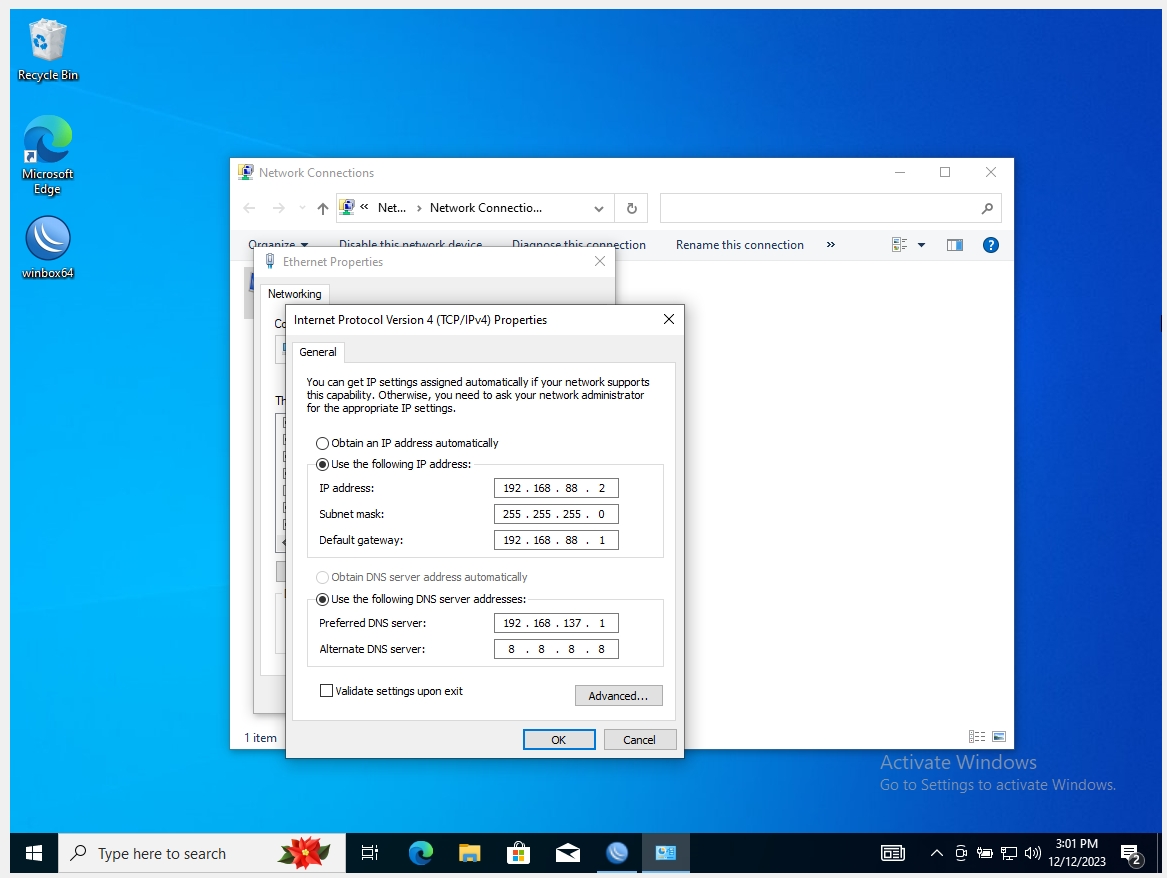 Recycle Bin
Microsoft
Edge
winbox64
Network Connections
« Net... › Network Connectio...
Organize Disable this network device Diagnose this connection Rename this connection »
Ethernet Properties
Networking
Internet Protocol Version 4 (TCP/IPv4) Properties
General
You can get IP settings assigned automatically if your network supports
this capability. Otherwise, you need to ask your network administrator
for the appropriate IP settings.
Obtain an IP address automatically
Use the following IP address:
IP address: 192 . 168 . 88 . 2
Subnet mask: 255 . 255 . 255 . 0
Default gateway: 192 . 168 . 88 . 1
Obtain DNS server address automatically
Use the following DNS server addresses:
Preferred DNS server: 192 . 168 . 137 . 1
Alternate DNS server: 8 . 8 . 8 . 8
Validate settings upon exit
Advanced...
OK Cancel
1 item
Activate Windows
Go to Settings to activate Windows.
Type here to search
3:01 PM
12/12/2023
2